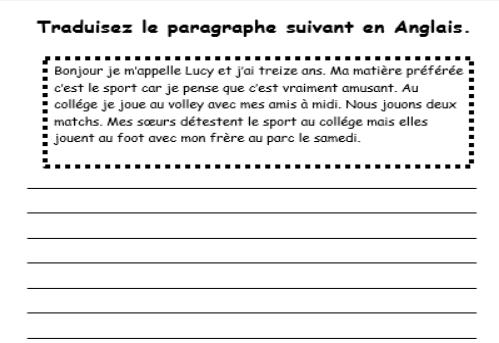 Traduisez le paragraphe suivant en Anglais.
Bonjour je m'appelle Lucy et j'ai treize ans. Ma matière préférée
c'est le sport car je pense que c'est vraiment amusant. Au
collége je joue au volley avec mes amis à midi. Nous jouons deux
matchs. Mes sœurs détestent le sport au collége mais elles
jouent au foot avec mon frère au parc le samedi.